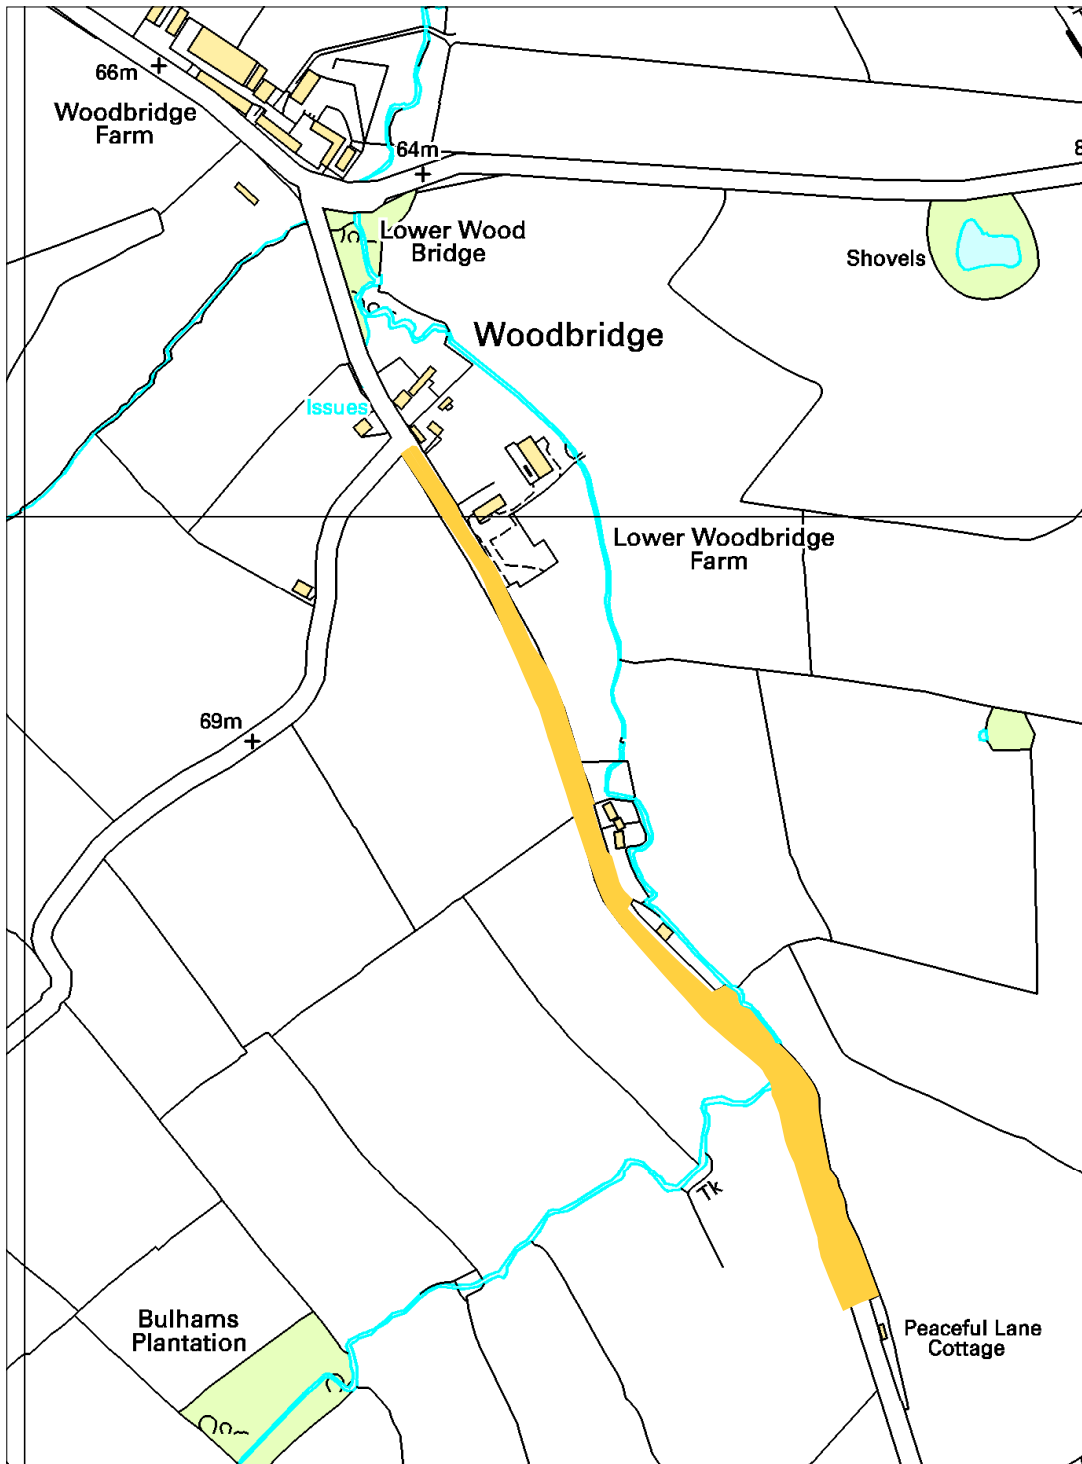 66m
Woodbridge
Farm
64m
8
Lower Wood
Bridge
Shovels
Woodbridge
Issues
Lower Woodbridge
Farm
69m
Tk
Bulhams
Plantation
Peaceful Lane
Cottage